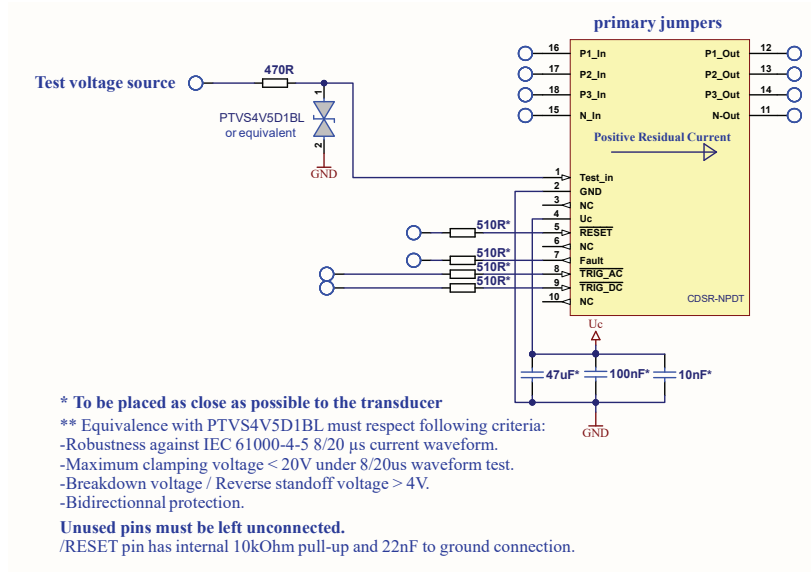 primary jumpers
16 P1_In P1_Out 12
470R
17 P2_In P2_Out 13
Test voltage source
18 P3_In P3_Out 14
1
15 N_In N-Out 11
PTVS4V5D1BL
or equivalent
Positive Residual Current
2
GND
1 Test_in
2 GND
3 NC
4 Uc
510R* 5 RESET
6 NC
510R* 7 Fault
510R* 8 TRIG_AC
510R* 9 TRIG_DC
10 NC
CDSR-NPDT
Uc
47uF* 100nF* 10nF*
GND
* To be placed as close as possible to the transducer
** Equivalence with PTVS4V5D1BL must respect following criteria:
-Robustness against IEC 61000-4-5 8/20 µs current waveform.
-Maximum clamping voltage < 20V under 8/20us waveform test.
-Breakdown voltage / Reverse standoff voltage > 4V.
-Bidirectionnal protection.
Unused pins must be left unconnected.
/RESET pin has internal 10kOhm pull-up and 22nF to ground connection.